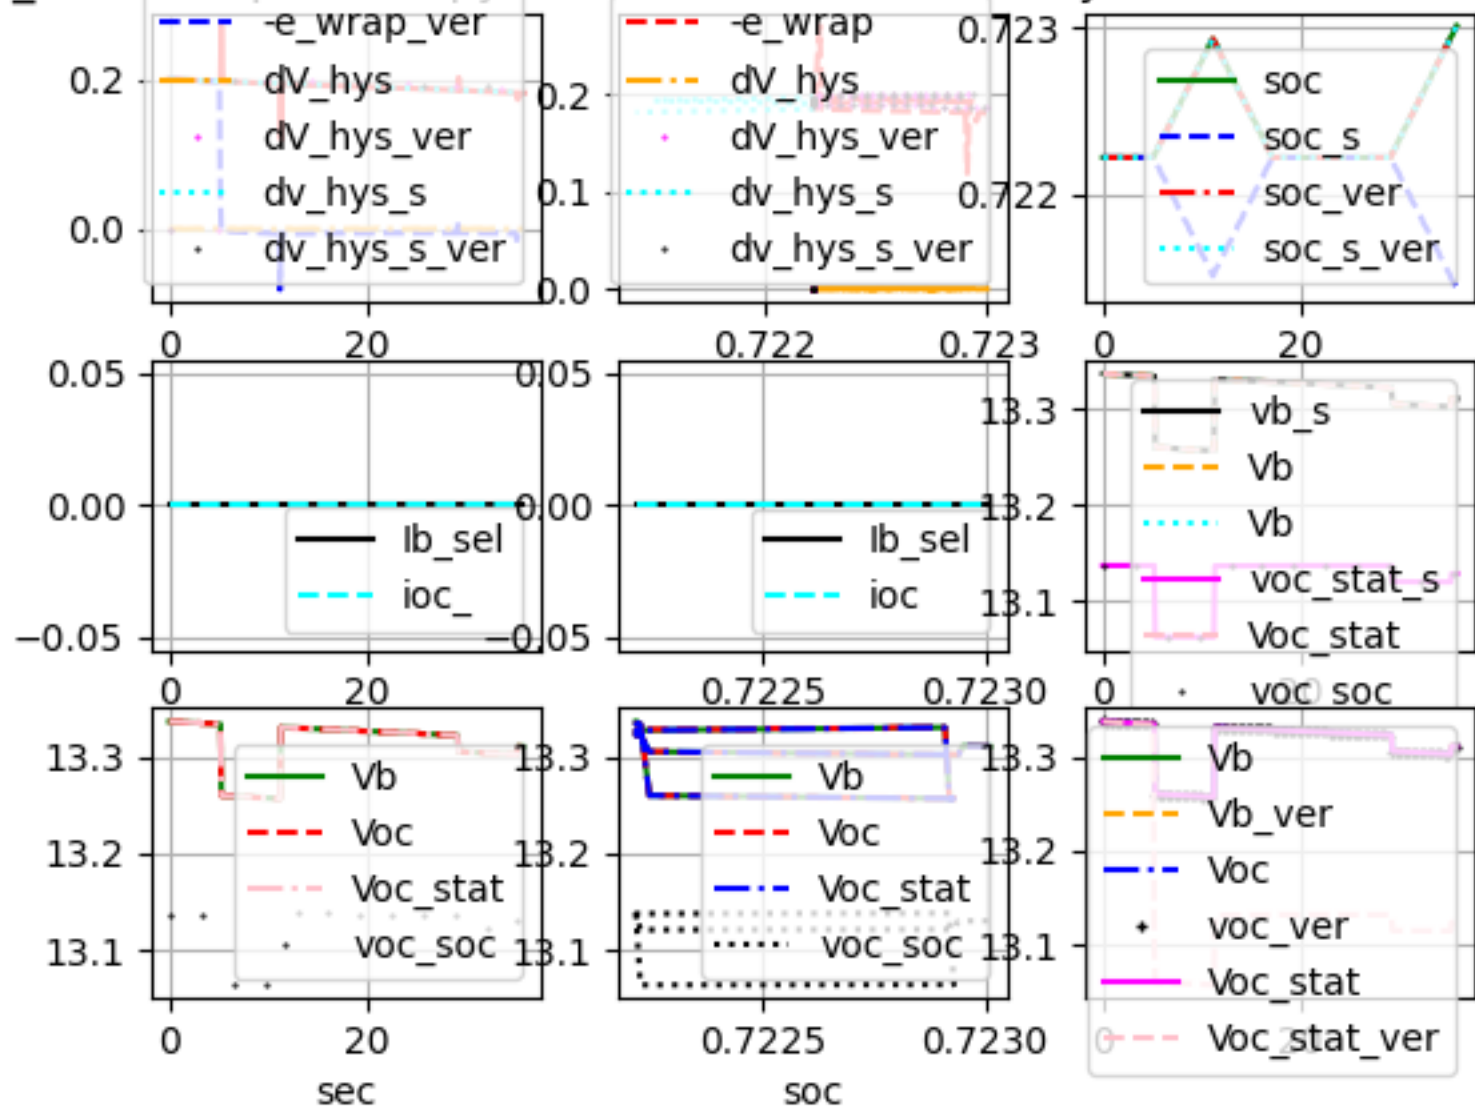 -e_wrap_ver
dV_hys
dV_hys_ver
dv_hys_s
dv_hys_s_ver
0.2
0.0
0 20
-e_wrap
dV_hys
dV_hys_ver
dv_hys_s
dv_hys_s_ver
0.2
0.1
0.0
0.722 0.723
soc
soc_s
soc_ver
soc_s_ver
0.723
0.722
0 20
0.05
0.00
−0.05
Ib_sel
ioc_
0 20
0.05
0.00
−0.05
Ib_sel
ioc
0.7225 0.7230
13.3
13.2
13.1
vb_s
Vb
Vb
voc_stat_s
Voc_stat
voc_soc
0 20
13.3
13.2
13.1
Vb
Voc
Voc_stat
voc_soc
0 20
sec
13.3
13.2
13.1
Vb
Voc
Voc_stat
voc_soc
0.7225 0.7230
soc
13.3
13.2
13.1
Vb
Vb_ver
Voc
voc_ver
Voc_stat
Voc_stat_ver
0 20